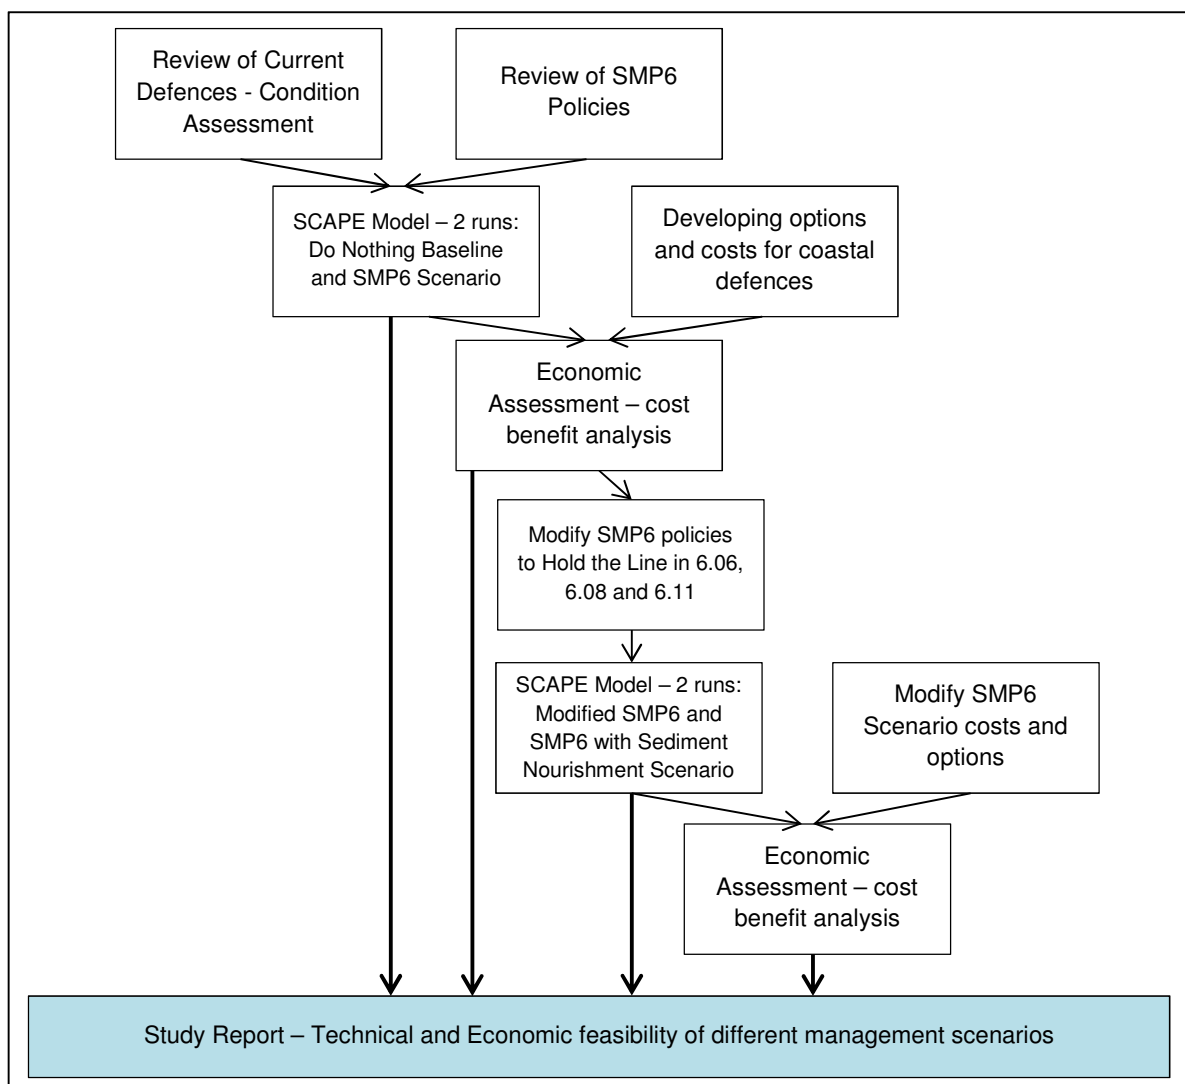 Review of Current
Defences - Condition
Assessment
Review of SMP6
Policies
SCAPE Model – 2 runs:
Do Nothing Baseline
and SMP6 Scenario
Developing options
and costs for coastal
defences
Economic
Assessment – cost
benefit analysis
Modify SMP6 policies
to Hold the Line in 6.06,
6.08 and 6.11
SCAPE Model – 2 runs:
Modified SMP6 and
SMP6 with Sediment
Nourishment Scenario
Modify SMP6
Scenario costs and
options
Economic
Assessment – cost
benefit analysis
Study Report – Technical and Economic feasibility of different management scenarios